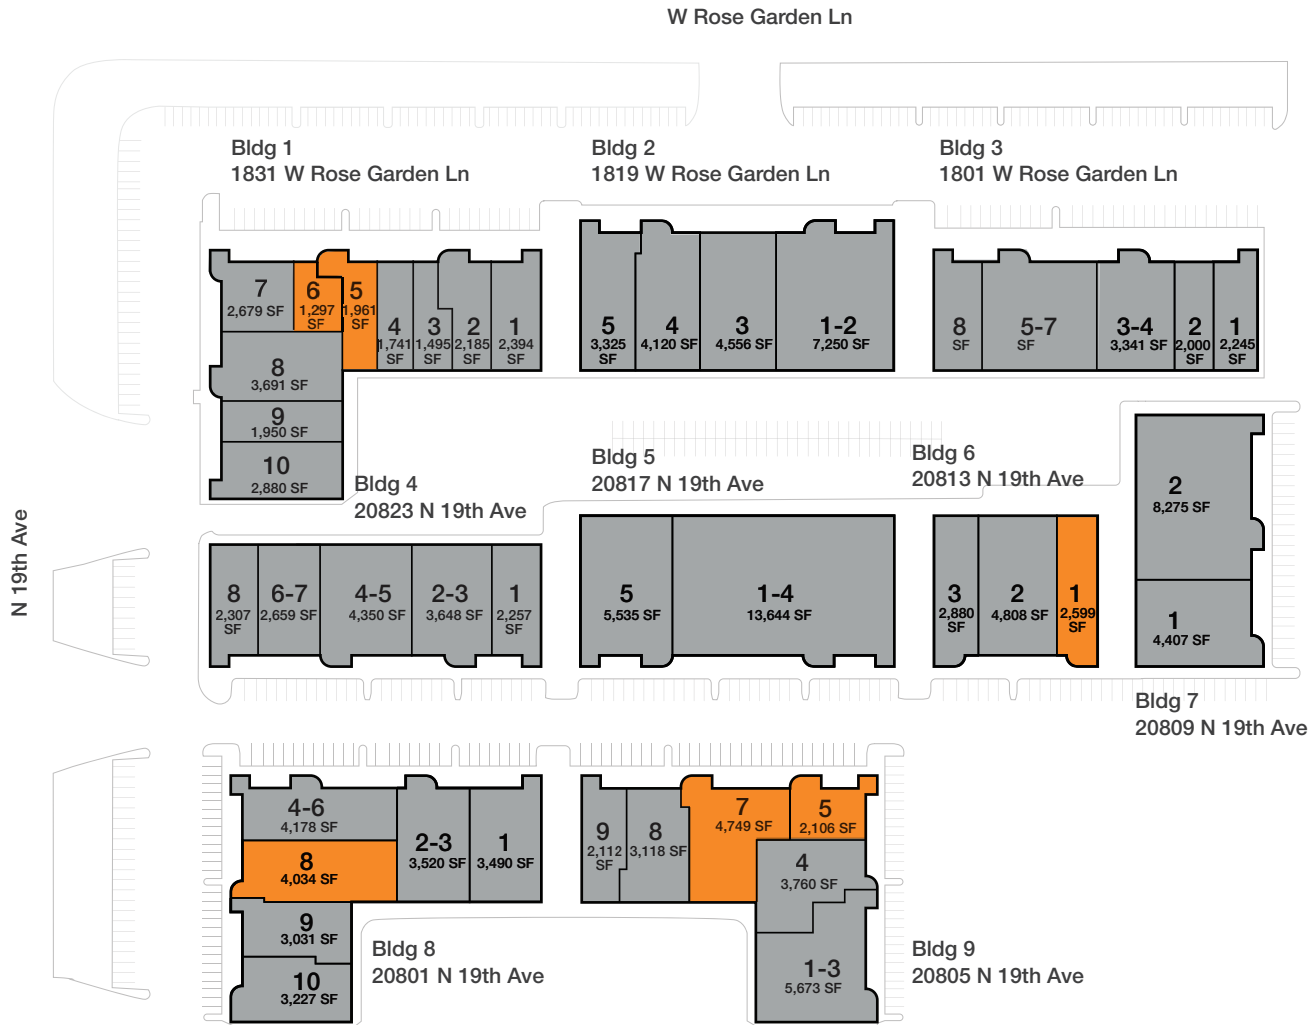 W Rose Garden Ln
Bldg 1
1831 W Rose Garden Ln
Bldg 2
1819 W Rose Garden Ln
Bldg 3
1801 W Rose Garden Ln
7
2,679 SF
6
1,297
SF
5
1,961
SF
4
1,741
SF
3
1,495
SF
2
2,185
SF
1
2,394
SF
8
3,691 SF
9
1,950 SF
10
2,880 SF
5
3,325
SF
4
4,120 SF
3
4,556 SF
1-2
7,250 SF
8
SF
5-7
SF
3-4
3,341 SF
2
2,000
SF
1
2,245
SF
N 19th Ave
Bldg 4
20823 N 19th Ave
Bldg 5
20817 N 19th Ave
Bldg 6
20813 N 19th Ave
8
2,307
SF
6-7
2,659 SF
4-5
4,350 SF
2-3
3,648 SF
1
2,257
SF
5
5,535 SF
1-4
13,644 SF
3
2,880
SF
2
4,808 SF
1
2,599
SF
2
8,275 SF
1
4,407 SF
Bldg 7
20809 N 19th Ave
4-6
4,178 SF
8
4,034 SF
2-3
3,520 SF
1
3,490 SF
9
3,031 SF
10
3,227 SF
Bldg 8
20801 N 19th Ave
9
2,112
SF
8
3,118 SF
7
4,749 SF
5
2,106 SF
4
3,760 SF
1-3
5,673 SF
Bldg 9
20805 N 19th Ave